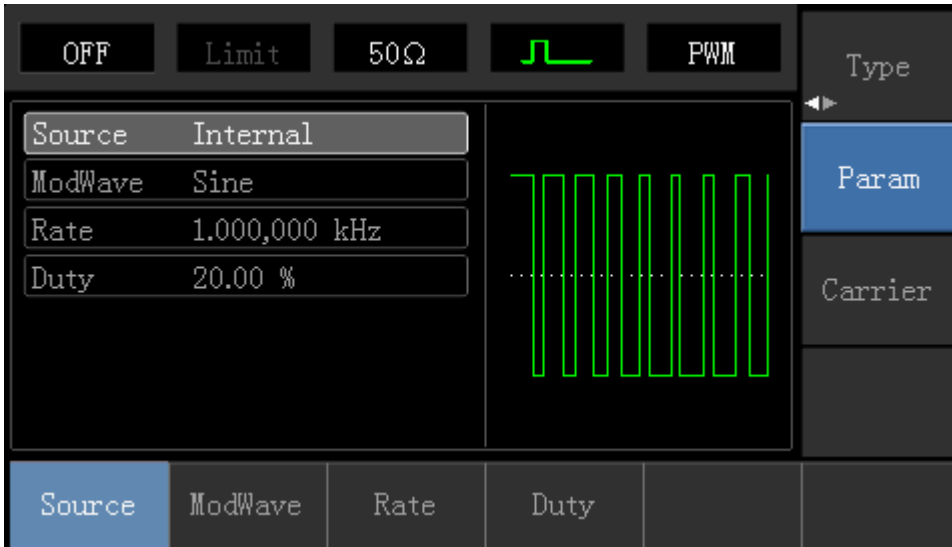 OFF Limit 50Ω PWM
Type
Source Internal
ModWave Sine
Param
Rate 1.000,000 kHz
Duty 20.00 %
Carrier
Source ModWave Rate Duty